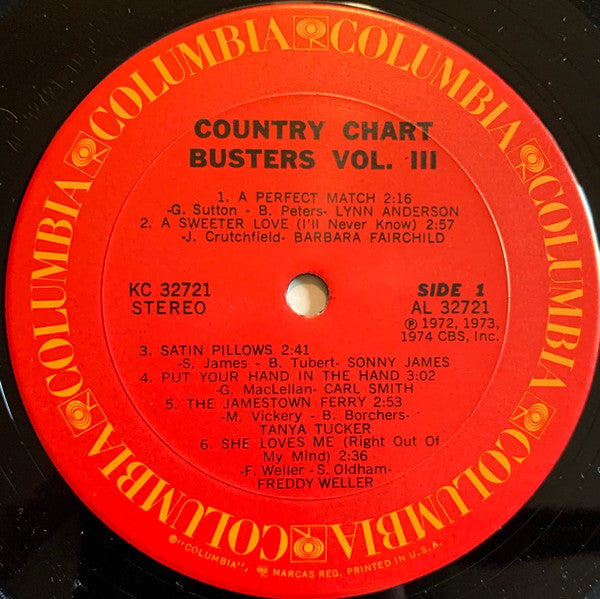 COLUMBIA COLUMBIA COLUMBIA COLUMBIA COLUMBIA COLUMBIA
COUNTRY CHART
BUSTERS VOL. III
1. A PERFECT MATCH 2:16
-G. Sutton - B. Peters- LYNN ANDERSON
2. A SWEETER LOVE (I'll Never Know) 2:57
-J. Crutchfield- BARBARA FAIRCHILD
KC 32721
STEREO
SIDE 1
AL 32721
℗ 1972, 1973,
1974 CBS, Inc.
3. SATIN PILLOWS 2:41
-S. James - B. Tubert- SONNY JAMES
4. PUT YOUR HAND IN THE HAND 3:02
-G. MacLellan- CARL SMITH
5. THE JAMESTOWN FERRY 2:53
-M. Vickery - B. Borchers-
TANYA TUCKER
6. SHE LOVES ME (Right Out Of
My Mind) 2:36
-F. Weller -S. Oldham-
FREDDY WELLER
®"COLUMBIA", MARCAS REG. PRINTED IN U.S.A.